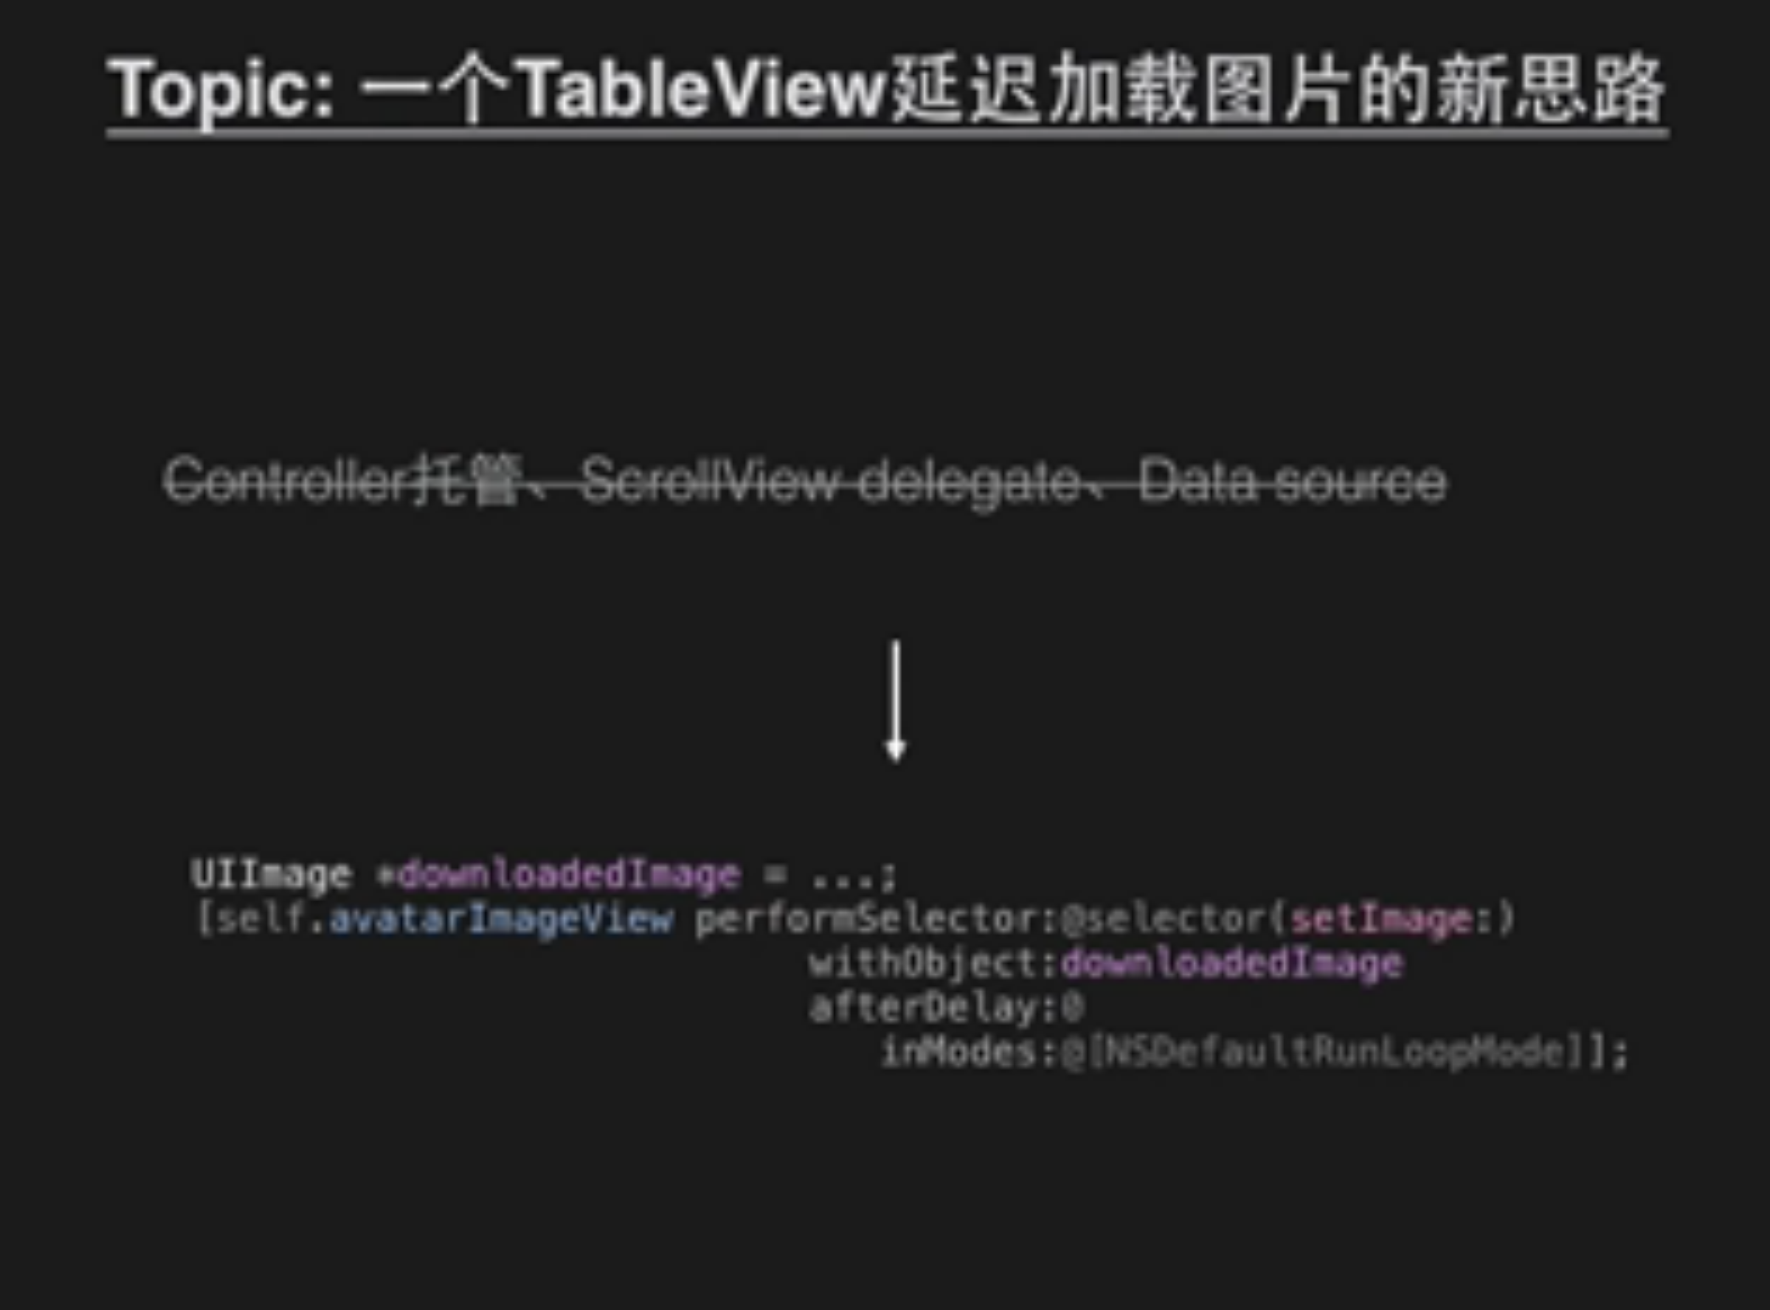 Topic: 一个TableView延迟加载图片的新思路
Controller托管、ScrollView delegate、Data source
UIImage *downloadedImage = ...;
[self.avatarImageView performSelector:@selector(setImage:)
withObject:downloadedImage
afterDelay:0
inModes:@[NSDefaultRunLoopMode]];